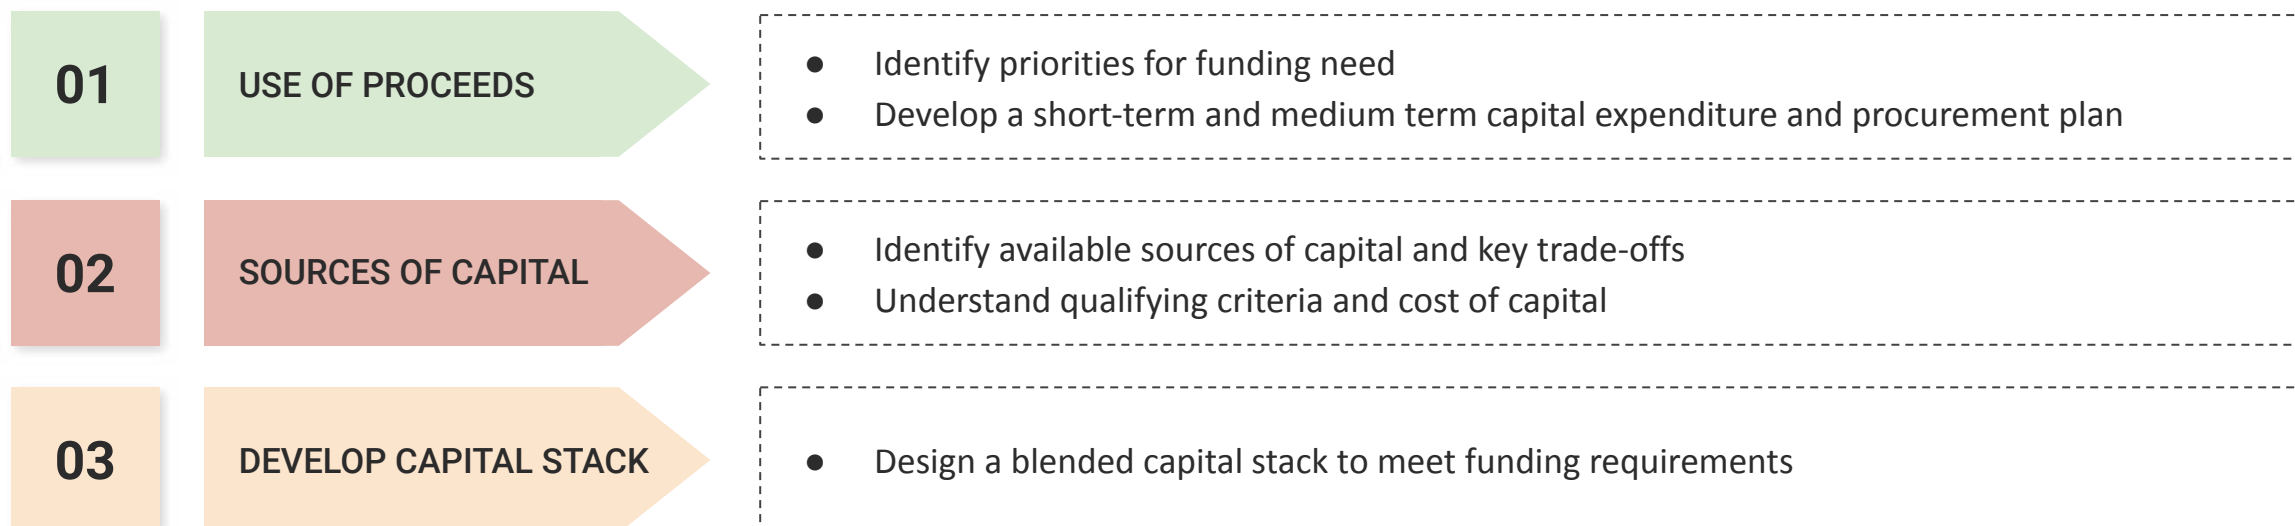 01
USE OF PROCEEDS
● Identify priorities for funding need
● Develop a short-term and medium term capital expenditure and procurement plan
02
SOURCES OF CAPITAL
● Identify available sources of capital and key trade-offs
● Understand qualifying criteria and cost of capital
03
DEVELOP CAPITAL STACK
● Design a blended capital stack to meet funding requirements